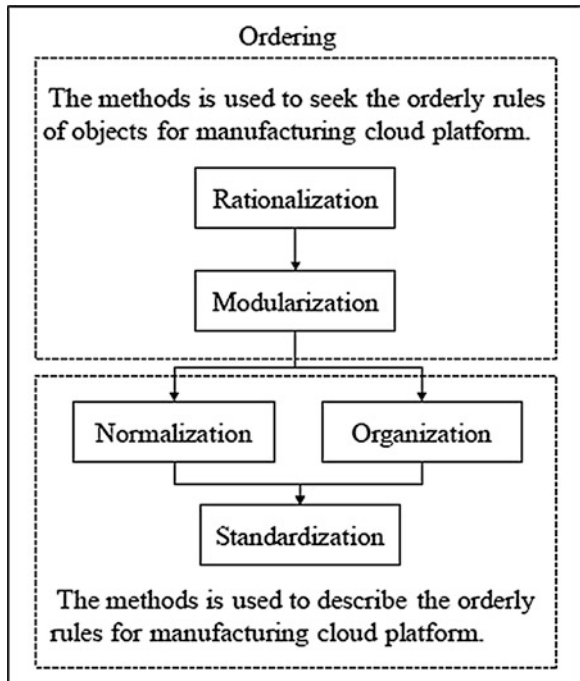 Ordering
The methods is used to seek the orderly rules
of objects for manufacturing cloud platform.
Rationalization
Modularization
Normalization
Organization
Standardization
The methods is used to describe the orderly
rules for manufacturing cloud platform.